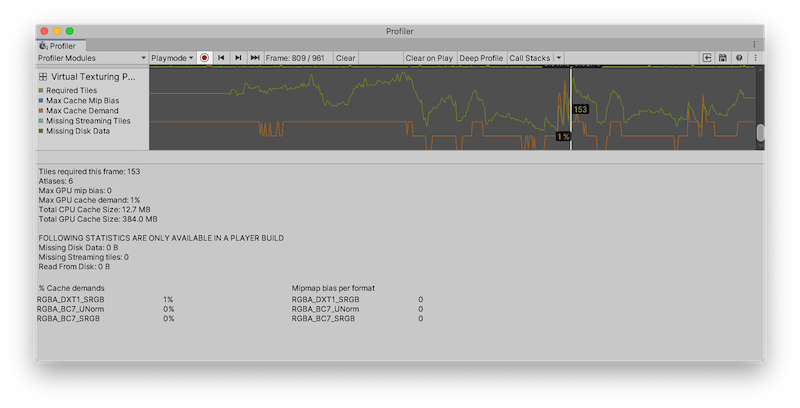 Profiler
Profiler
Profiler Modules Playmode Frame: 809 / 961 Clear Clear on Play Deep Profile Call Stacks
Virtual Texturing P...
Required Tiles
Max Cache Mip Bias
Max Cache Demand
Missing Streaming Tiles
Missing Disk Data
153
1 %
Tiles required this frame: 153
Atlases: 6
Max GPU mip bias: 0
Max GPU cache demand: 1%
Total CPU Cache Size: 12.7 MB
Total GPU Cache Size: 384.0 MB
FOLLOWING STATISTICS ARE ONLY AVAILABLE IN A PLAYER BUILD
Missing Disk Data: 0 B
Missing Streaming tiles: 0
Read From Disk: 0 B
% Cache demands Mipmap bias per format
RGBA_DXT1_SRGB 1% RGBA_DXT1_SRGB 0
RGBA_BC7_UNorm 0% RGBA_BC7_UNorm 0
RGBA_BC7_SRGB 0% RGBA_BC7_SRGB 0